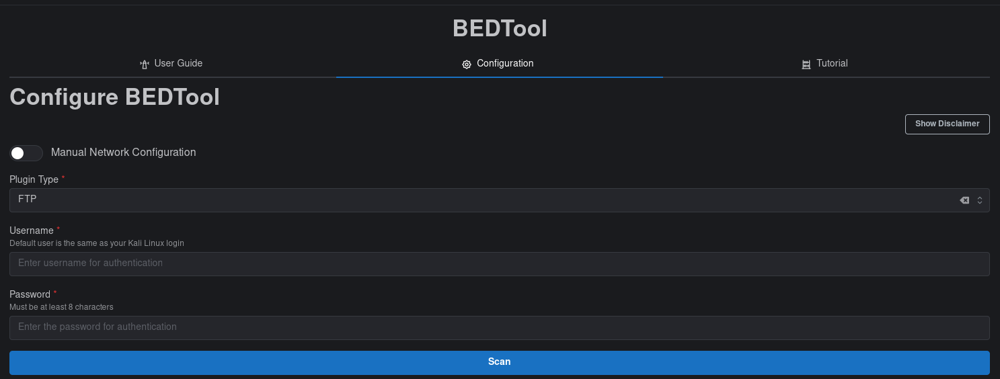 BEDTool
User Guide
Configuration
Tutorial
Configure BEDTool
Show Disclaimer
Manual Network Configuration
Plugin Type *
FTP
Username *
Default user is the same as your Kali Linux login
Enter username for authentication
Password *
Must be at least 8 characters
Enter the password for authentication
Scan